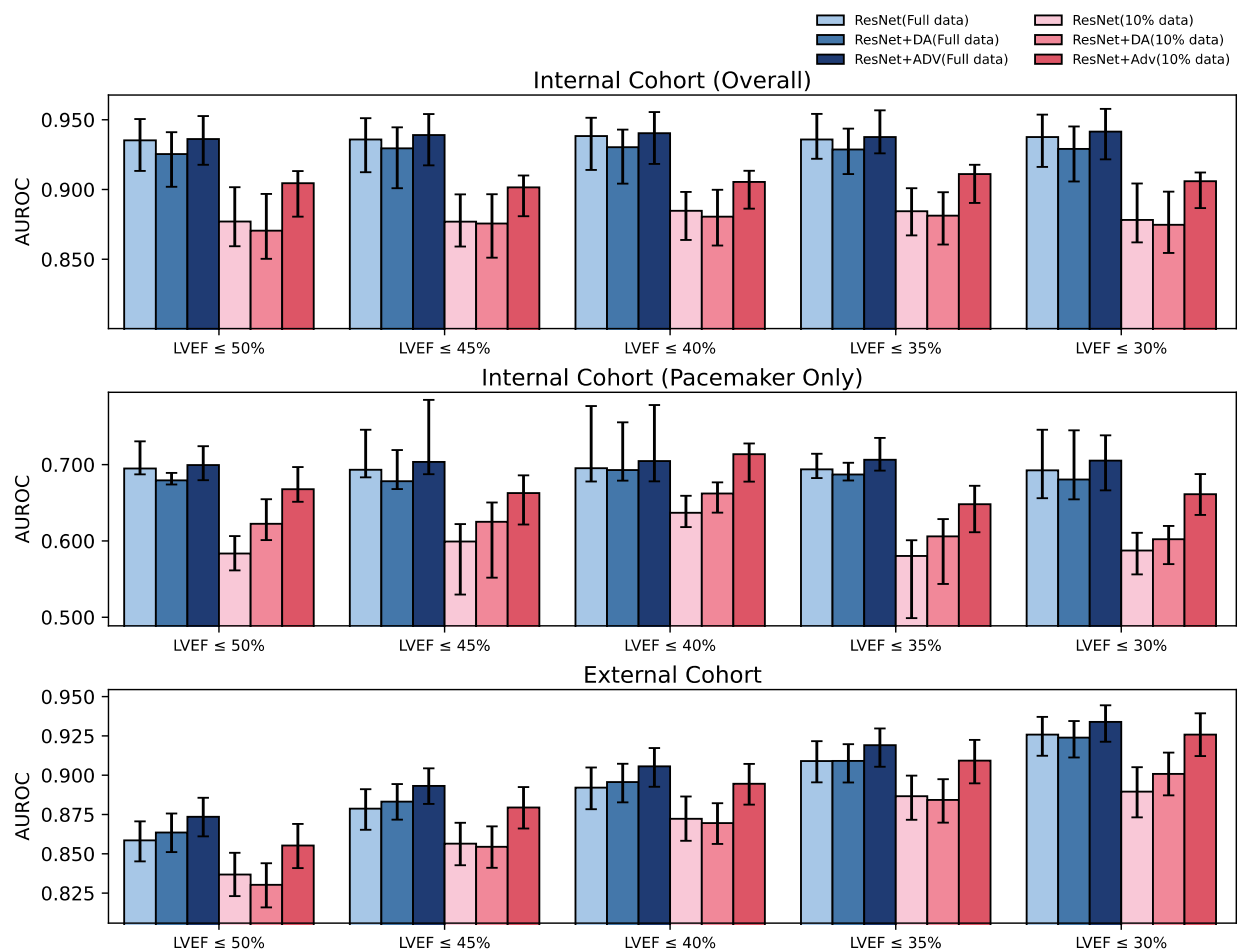 ResNet(Full data)
ResNet+DA(Full data)
ResNet+ADV(Full data)
ResNet(10% data)
ResNet+DA(10% data)
ResNet+Adv(10% data)
Internal Cohort (Overall)
AUROC
0.950
0.900
0.850
LVEF ≤ 50%
LVEF ≤ 45%
LVEF ≤ 40%
LVEF ≤ 35%
LVEF ≤ 30%
Internal Cohort (Pacemaker Only)
AUROC
0.700
0.600
0.500
LVEF ≤ 50%
LVEF ≤ 45%
LVEF ≤ 40%
LVEF ≤ 35%
LVEF ≤ 30%
External Cohort
AUROC
0.950
0.925
0.900
0.875
0.850
0.825
LVEF ≤ 50%
LVEF ≤ 45%
LVEF ≤ 40%
LVEF ≤ 35%
LVEF ≤ 30%